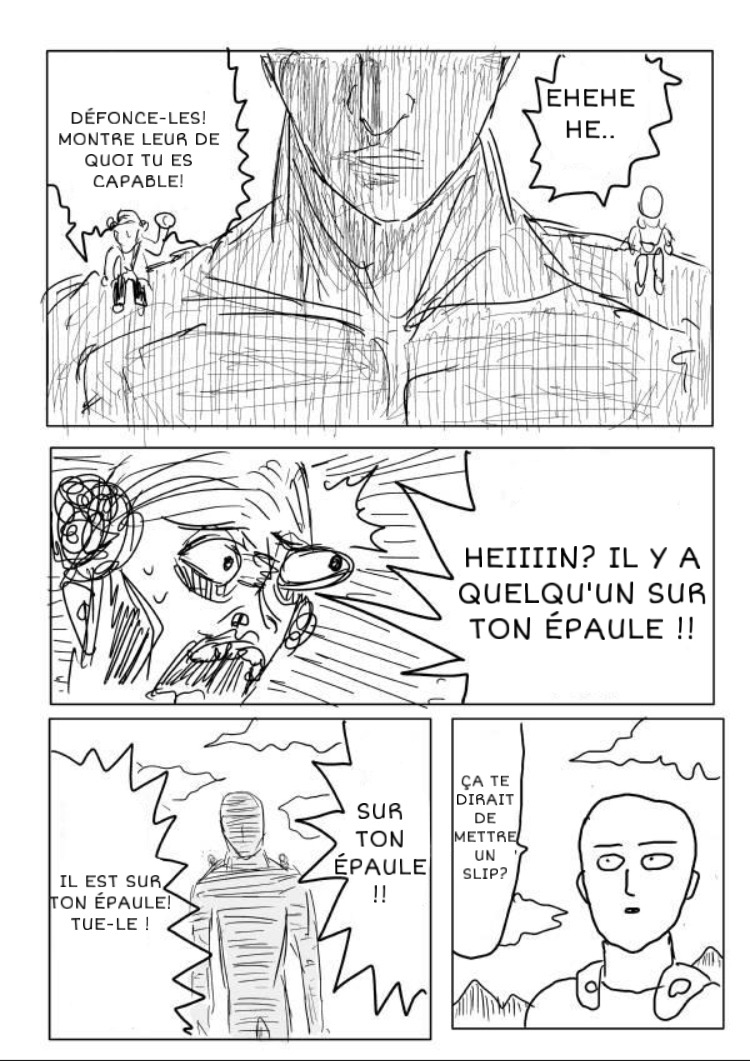 DÉFONCE-LES!
MONTRE LEUR DE
QUOI TU ES
CAPABLE!
EHEHE
HE..
HEIIIIN? IL Y A
QUELQU'UN SUR
TON ÉPAULE !!
IL EST SUR
TON ÉPAULE!
TUE-LE !
SUR
TON
ÉPAULE
!!
ÇA TE
DIRAIT
DE
METTRE
UN
SLIP?